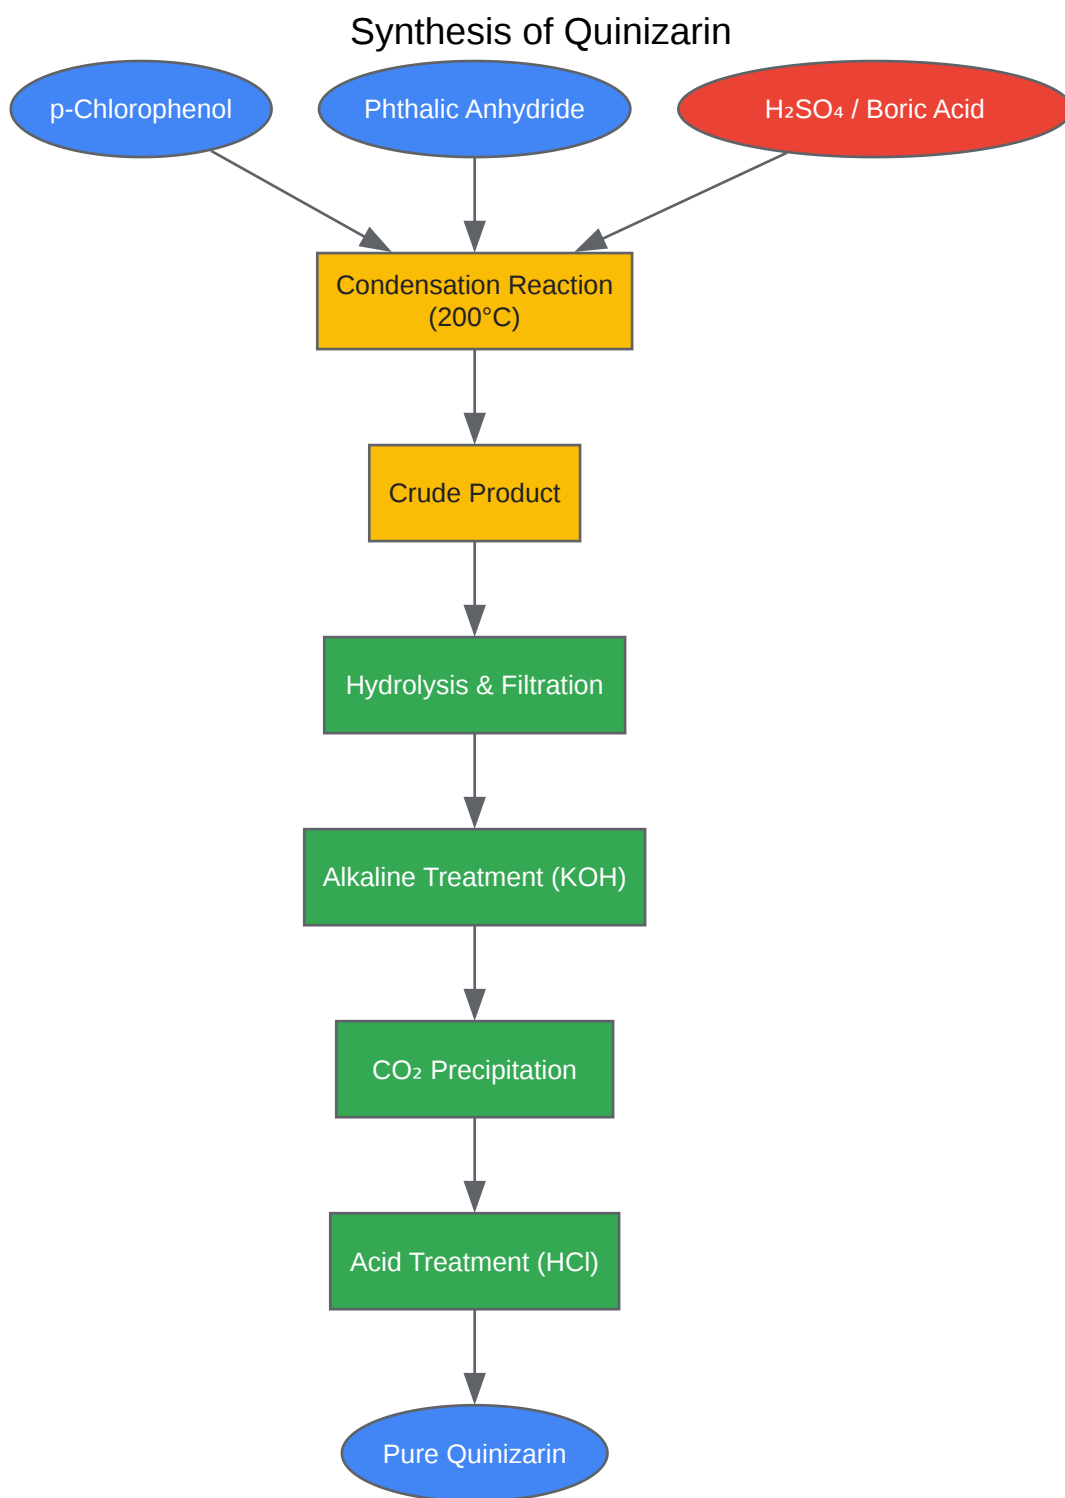 Synthesis of Quinizarin
p-Chlorophenol
Phthalic Anhydride
H₂SO₄ / Boric Acid
Condensation Reaction
(200°C)
Crude Product
Hydrolysis & Filtration
Alkaline Treatment (KOH)
CO₂ Precipitation
Acid Treatment (HCl)
Pure Quinizarin